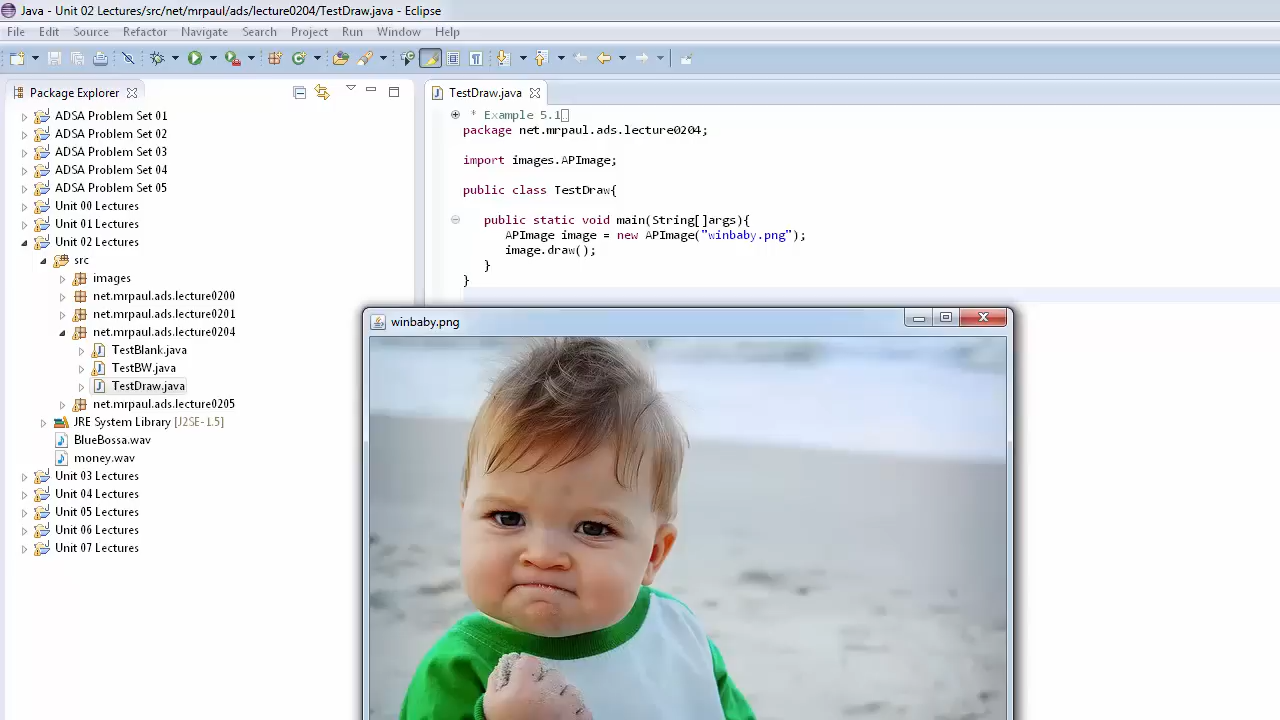 Java - Unit 02 Lectures/src/net/mrpaul/ads/lecture0204/TestDraw.java - Eclipse
File Edit Source Refactor Navigate Search Project Run Window Help
Package Explorer
ADSA Problem Set 01
ADSA Problem Set 02
ADSA Problem Set 03
ADSA Problem Set 04
ADSA Problem Set 05
Unit 00 Lectures
Unit 01 Lectures
Unit 02 Lectures
src
images
net.mrpaul.ads.lecture0200
net.mrpaul.ads.lecture0201
net.mrpaul.ads.lecture0204
TestBlank.java
TestBW.java
TestDraw.java
net.mrpaul.ads.lecture0205
JRE System Library [J2SE-1.5]
BlueBossa.wav
money.wav
Unit 03 Lectures
Unit 04 Lectures
Unit 05 Lectures
Unit 06 Lectures
Unit 07 Lectures
TestDraw.java
* Example 5.1
package net.mrpaul.ads.lecture0204;
import images.APImage;
public class TestDraw{
public static void main(String[]args){
APImage image = new APImage("winbaby.png");
image.draw();
}
}
winbaby.png